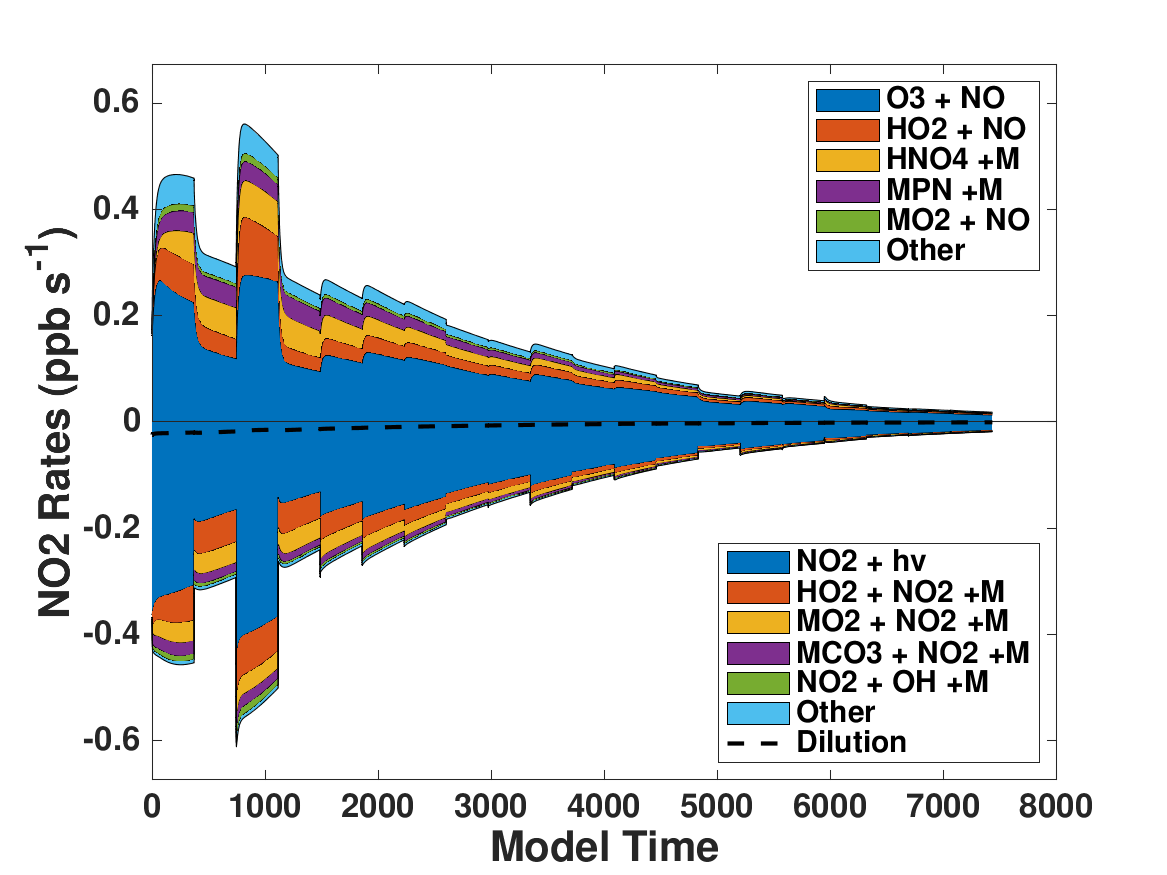 NO2 Rates (ppb s-1)
0.6
0.4
0.2
0
-0.2
-0.4
-0.6
O3 + NO
HO2 + NO
HNO4 +M
MPN +M
MO2 + NO
Other
NO2 + hv
HO2 + NO2 +M
MO2 + NO2 +M
MCO3 + NO2 +M
NO2 + OH +M
Other
Dilution
0 1000 2000 3000 4000 5000 6000 7000 8000
Model Time